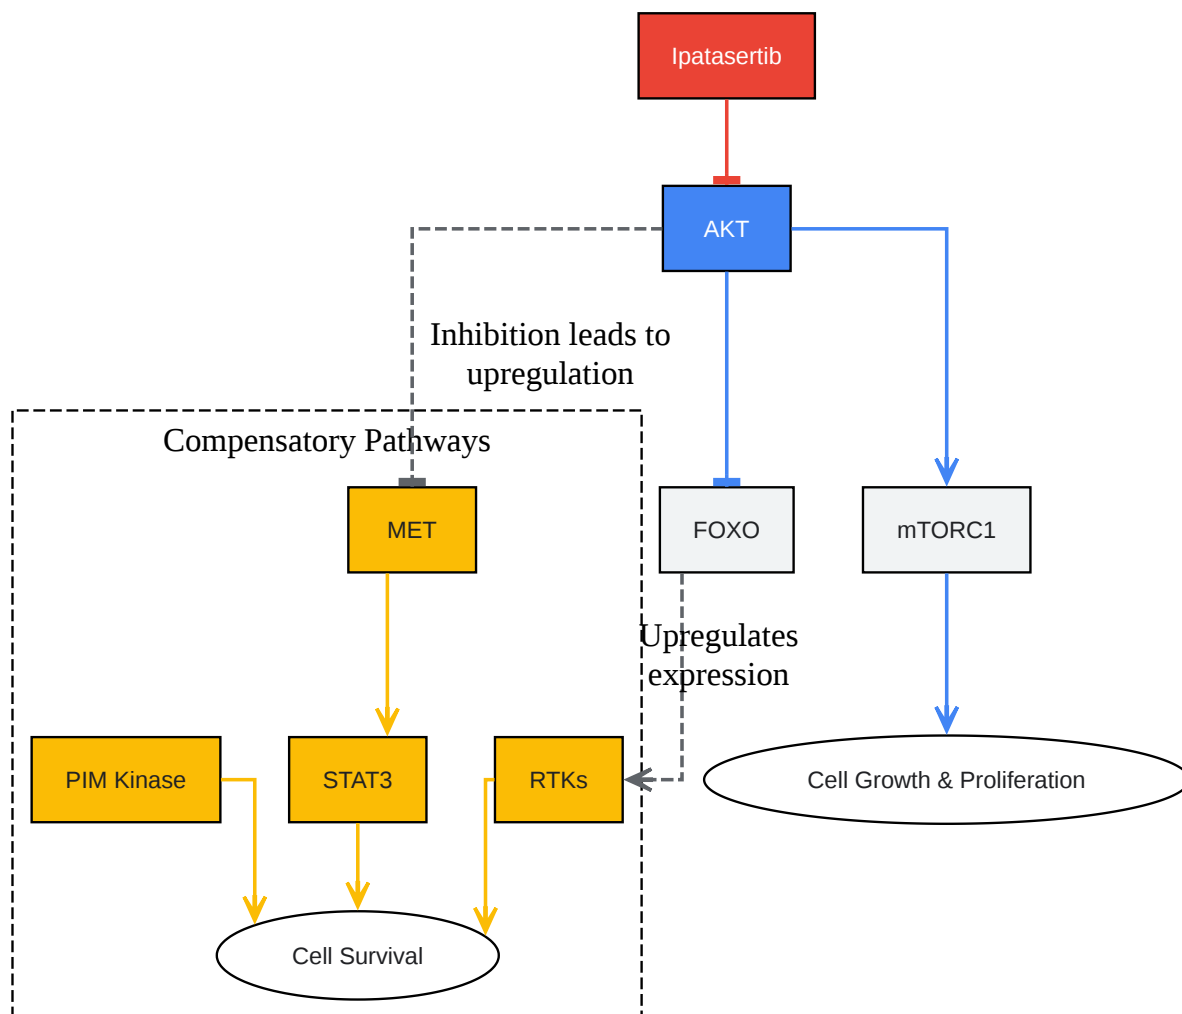 Ipatasertib
AKT
Inhibition leads to
upregulation
Compensatory Pathways
MET
FOXO
mTORC1
Upregulates
expression
PIM Kinase
STAT3
RTKs
Cell Growth & Proliferation
Cell Survival